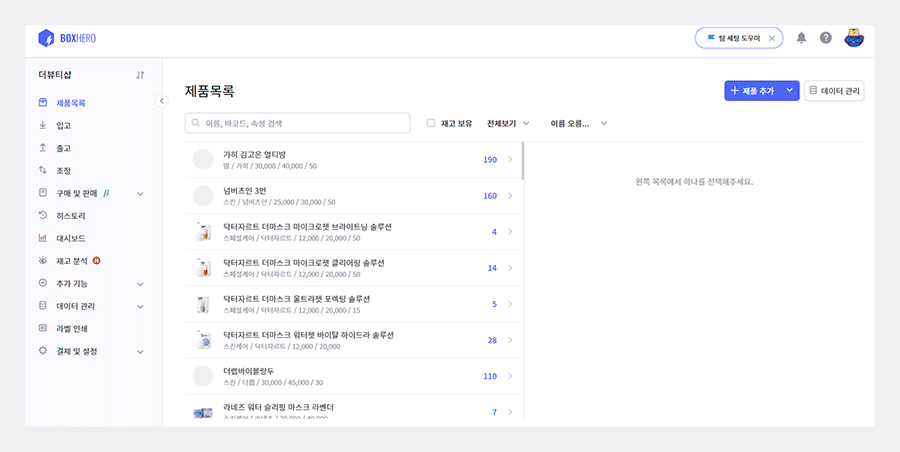 BOXHERO
팀 세팅 도우미
더뷰티샵
제품목록
입고
출고
조정
구매 및 판매 β
히스토리
대시보드
재고 분석 N
추가 기능
데이터 관리
라벨 인쇄
결제 및 설정
제품목록
+ 제품 추가
데이터 관리
이름, 바코드, 속성 검색
재고 보유
전체보기
이름 오름...
가히 김고은 멀티밤
밤 / 가히 / 30,000 / 40,000 / 50
190
넘버츠인 3번
스킨 / 넘버츠인 / 25,000 / 30,000 / 50
160
닥터자르트 더마스크 마이크로젯 브라이트닝 솔루션
스페셜케어 / 닥터자르트 / 12,000 / 20,000 / 50
4
닥터자르트 더마스크 마이크로젯 클리어링 솔루션
스페셜케어 / 닥터자르트 / 12,000 / 20,000 / 50
14
닥터자르트 더마스크 울트라젯 포렉팅 솔루션
스페셜케어 / 닥터자르트 / 12,000 / 20,000 / 15
5
닥터자르트 더마스크 워터젯 바이탈 하이드라 솔루션
스킨케어 / 닥터자르트 / 12,000 / 20,000
28
더랩바이블랑두
스킨 / 더랩 / 30,000 / 45,000 / 30
110
라네즈 워터 슬리핑 마스크 라벤더
스킨케어 / 라네즈 / 20,000 / 40,000
7
왼쪽 목록에서 하나를 선택해주세요.